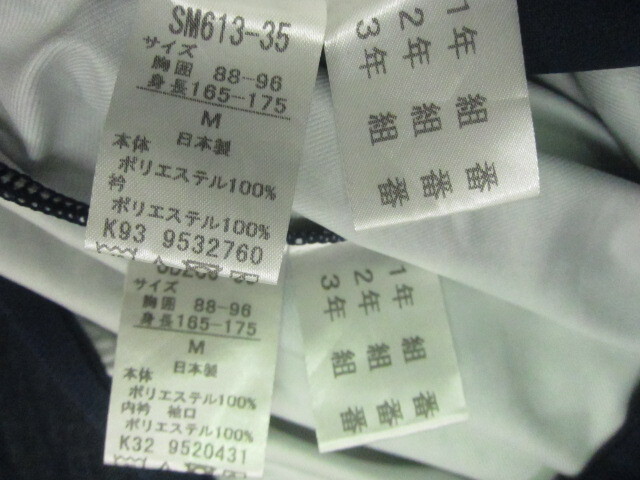 SM613-35
サイズ
胸囲 88-96
身長165-175
M
本体 日本製
ポリエステル100%
衿
ポリエステル100%
K93 9532760
1年 組 番
2年 組 番
3年 組 番
サイズ
胸囲 88-96
身長165-175
M
日本製
本体
ポリエステル100%
内衿 袖口
ポリエステル100%
K32 9520431
1年 組 番
2年 組 番
3年 組 番